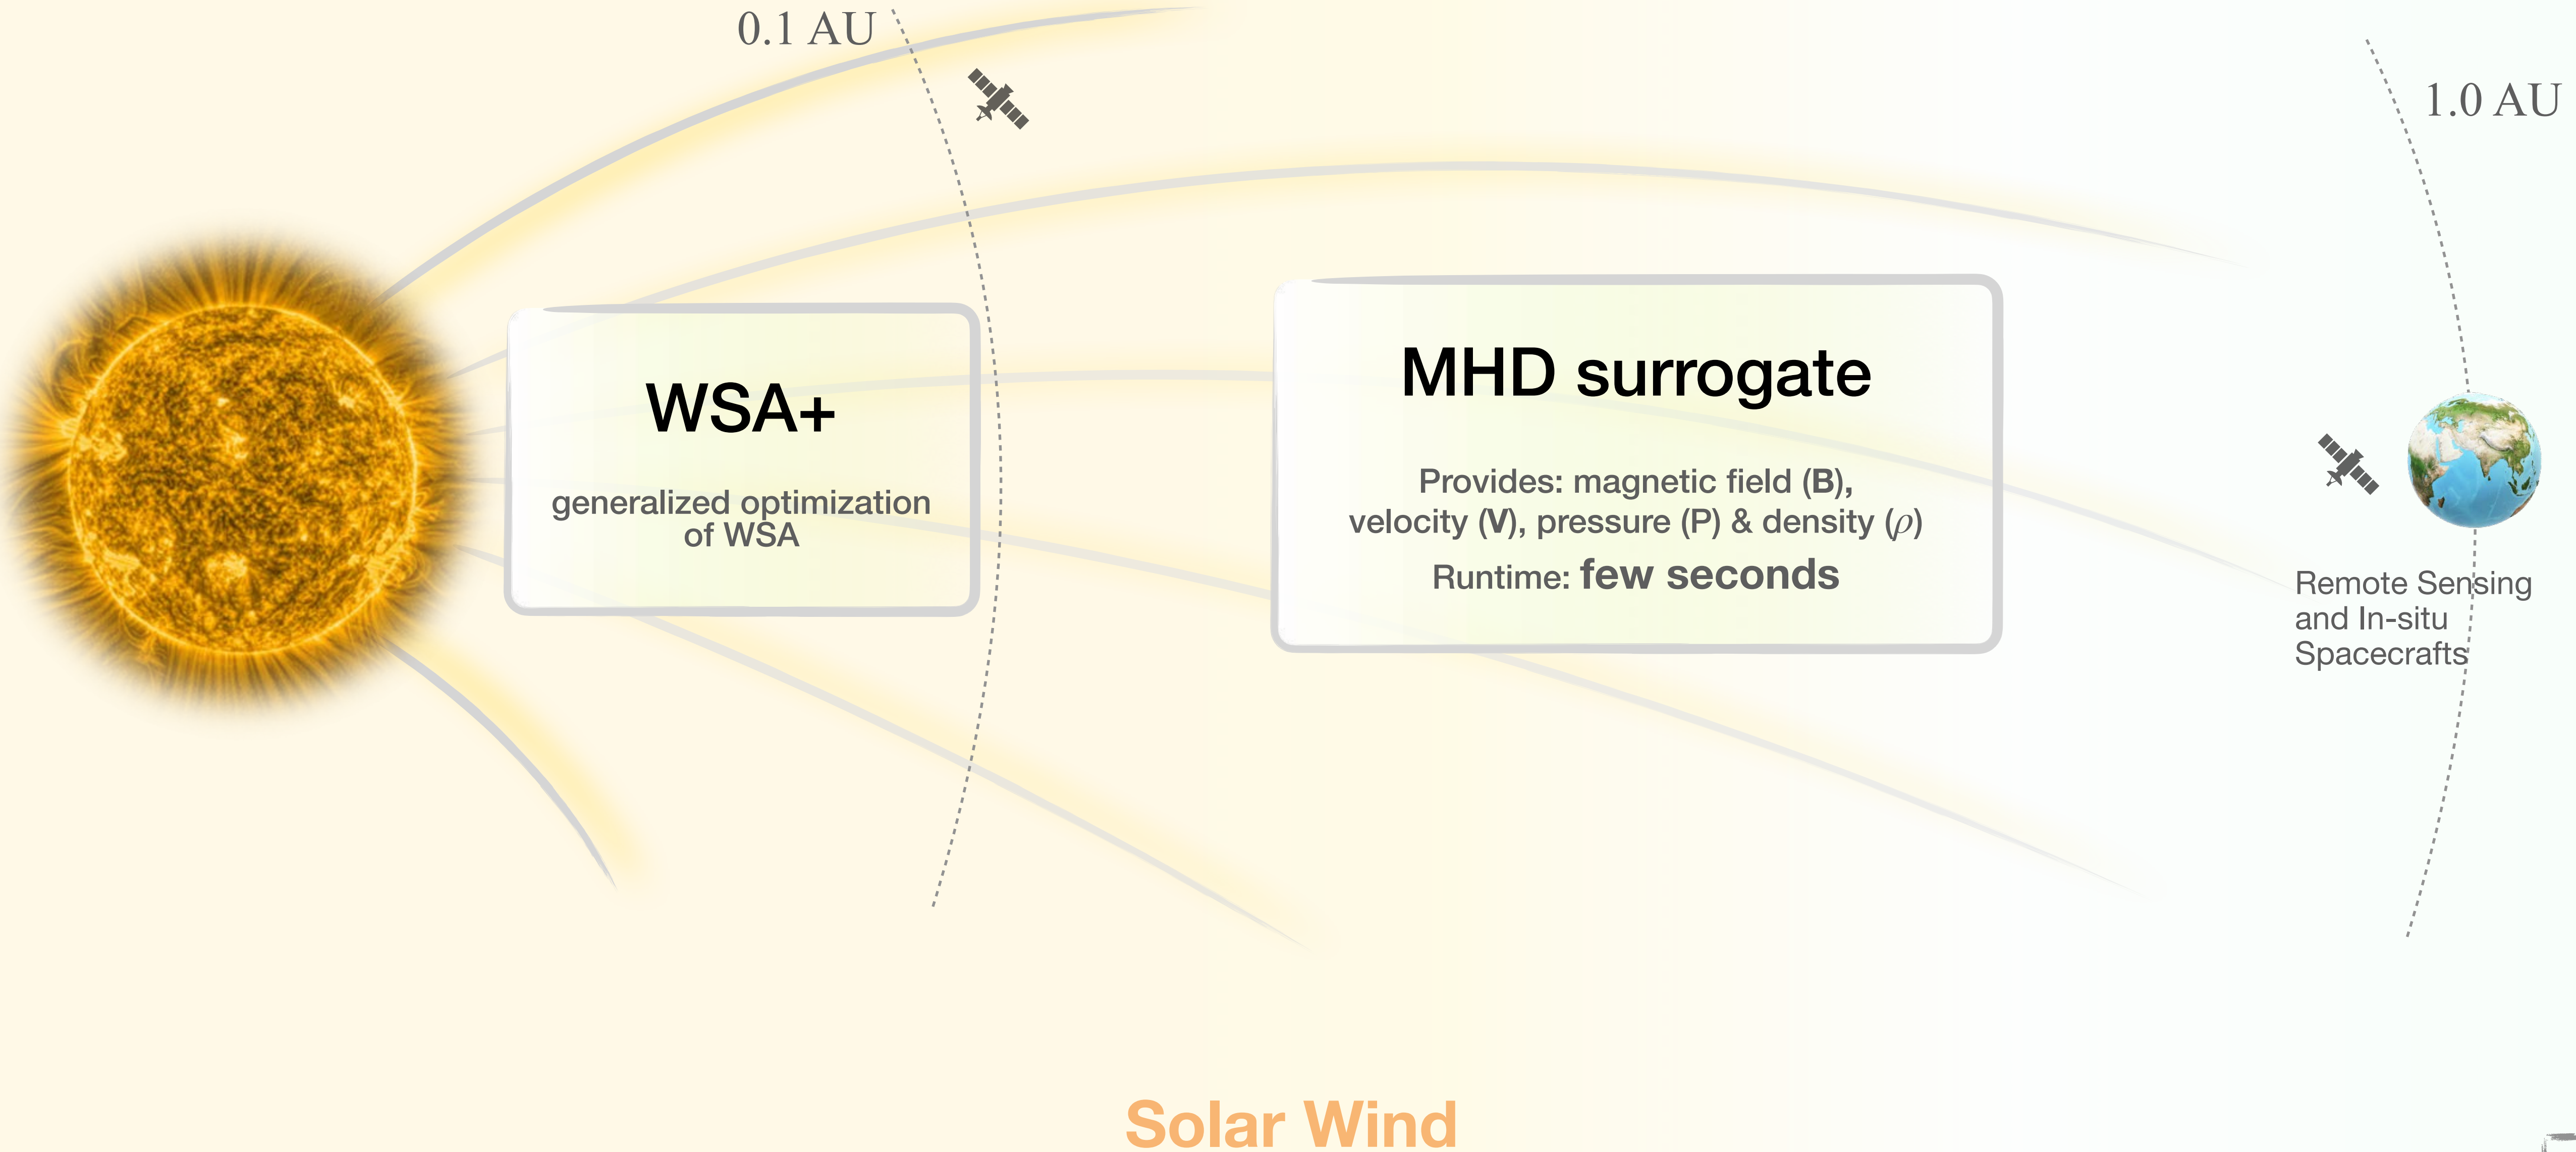 0.1 AU
1.0 AU
WSA+
generalized optimization
of WSA
MHD surrogate
Provides: magnetic field (B),
velocity (V), pressure (P) & density (ρ)
Runtime: few seconds
Remote Sensing
and In-situ
Spacecrafts
Solar Wind